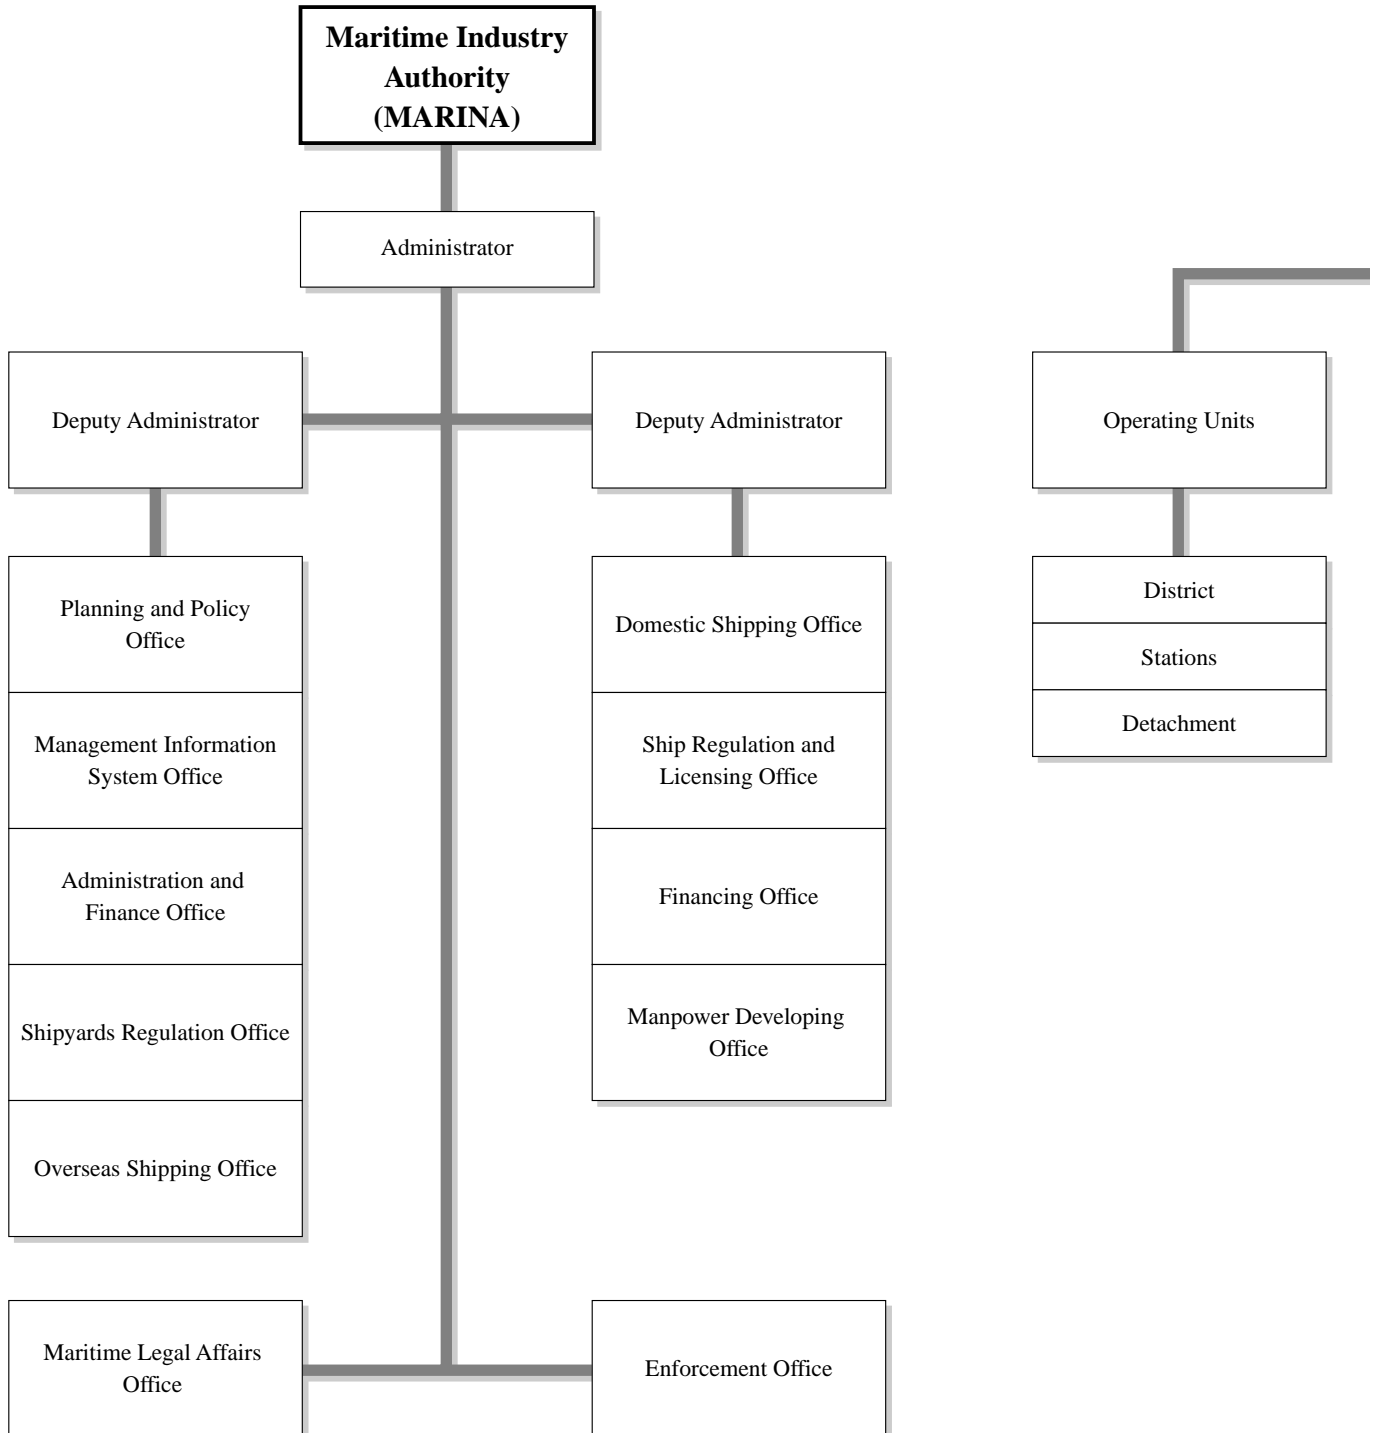 Maritime Industry
Authority
(MARINA)
Administrator
Deputy Administrator
Deputy Administrator
Operating Units
Planning and Policy
Office
Management Information
System Office
Administration and
Finance Office
Shipyards Regulation Office
Overseas Shipping Office
Domestic Shipping Office
Ship Regulation and
Licensing Office
Financing Office
Manpower Developing
Office
District
Stations
Detachment
Maritime Legal Affairs
Office
Enforcement Office